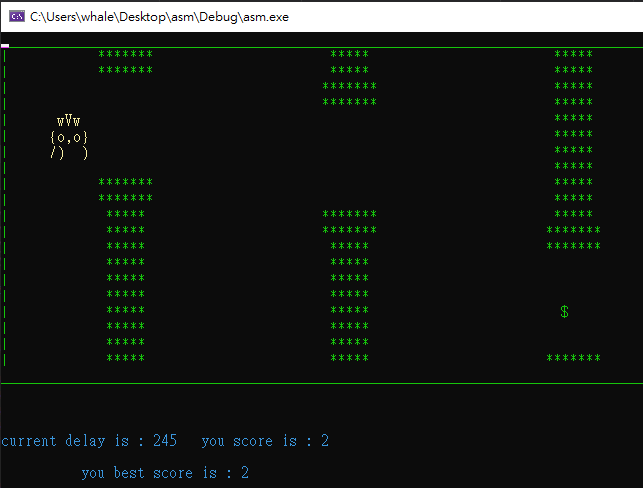 C:\Users\whale\Desktop\asm\Debug\asm.exe
| ******* ***** *****
| ******* ***** *****
| ******* *****
| ******* *****
| wVw *****
| {o,o} *****
| /) ) *****
| *****
| ******* *****
| ******* *****
| ***** ******* *****
| ***** ******* *******
| ***** ***** *******
| ***** *****
| ***** *****
| ***** *****
| ***** ***** $
| ***** *****
| ***** *****
| ***** ***** *******
current delay is : 245 you score is : 2
you best score is : 2